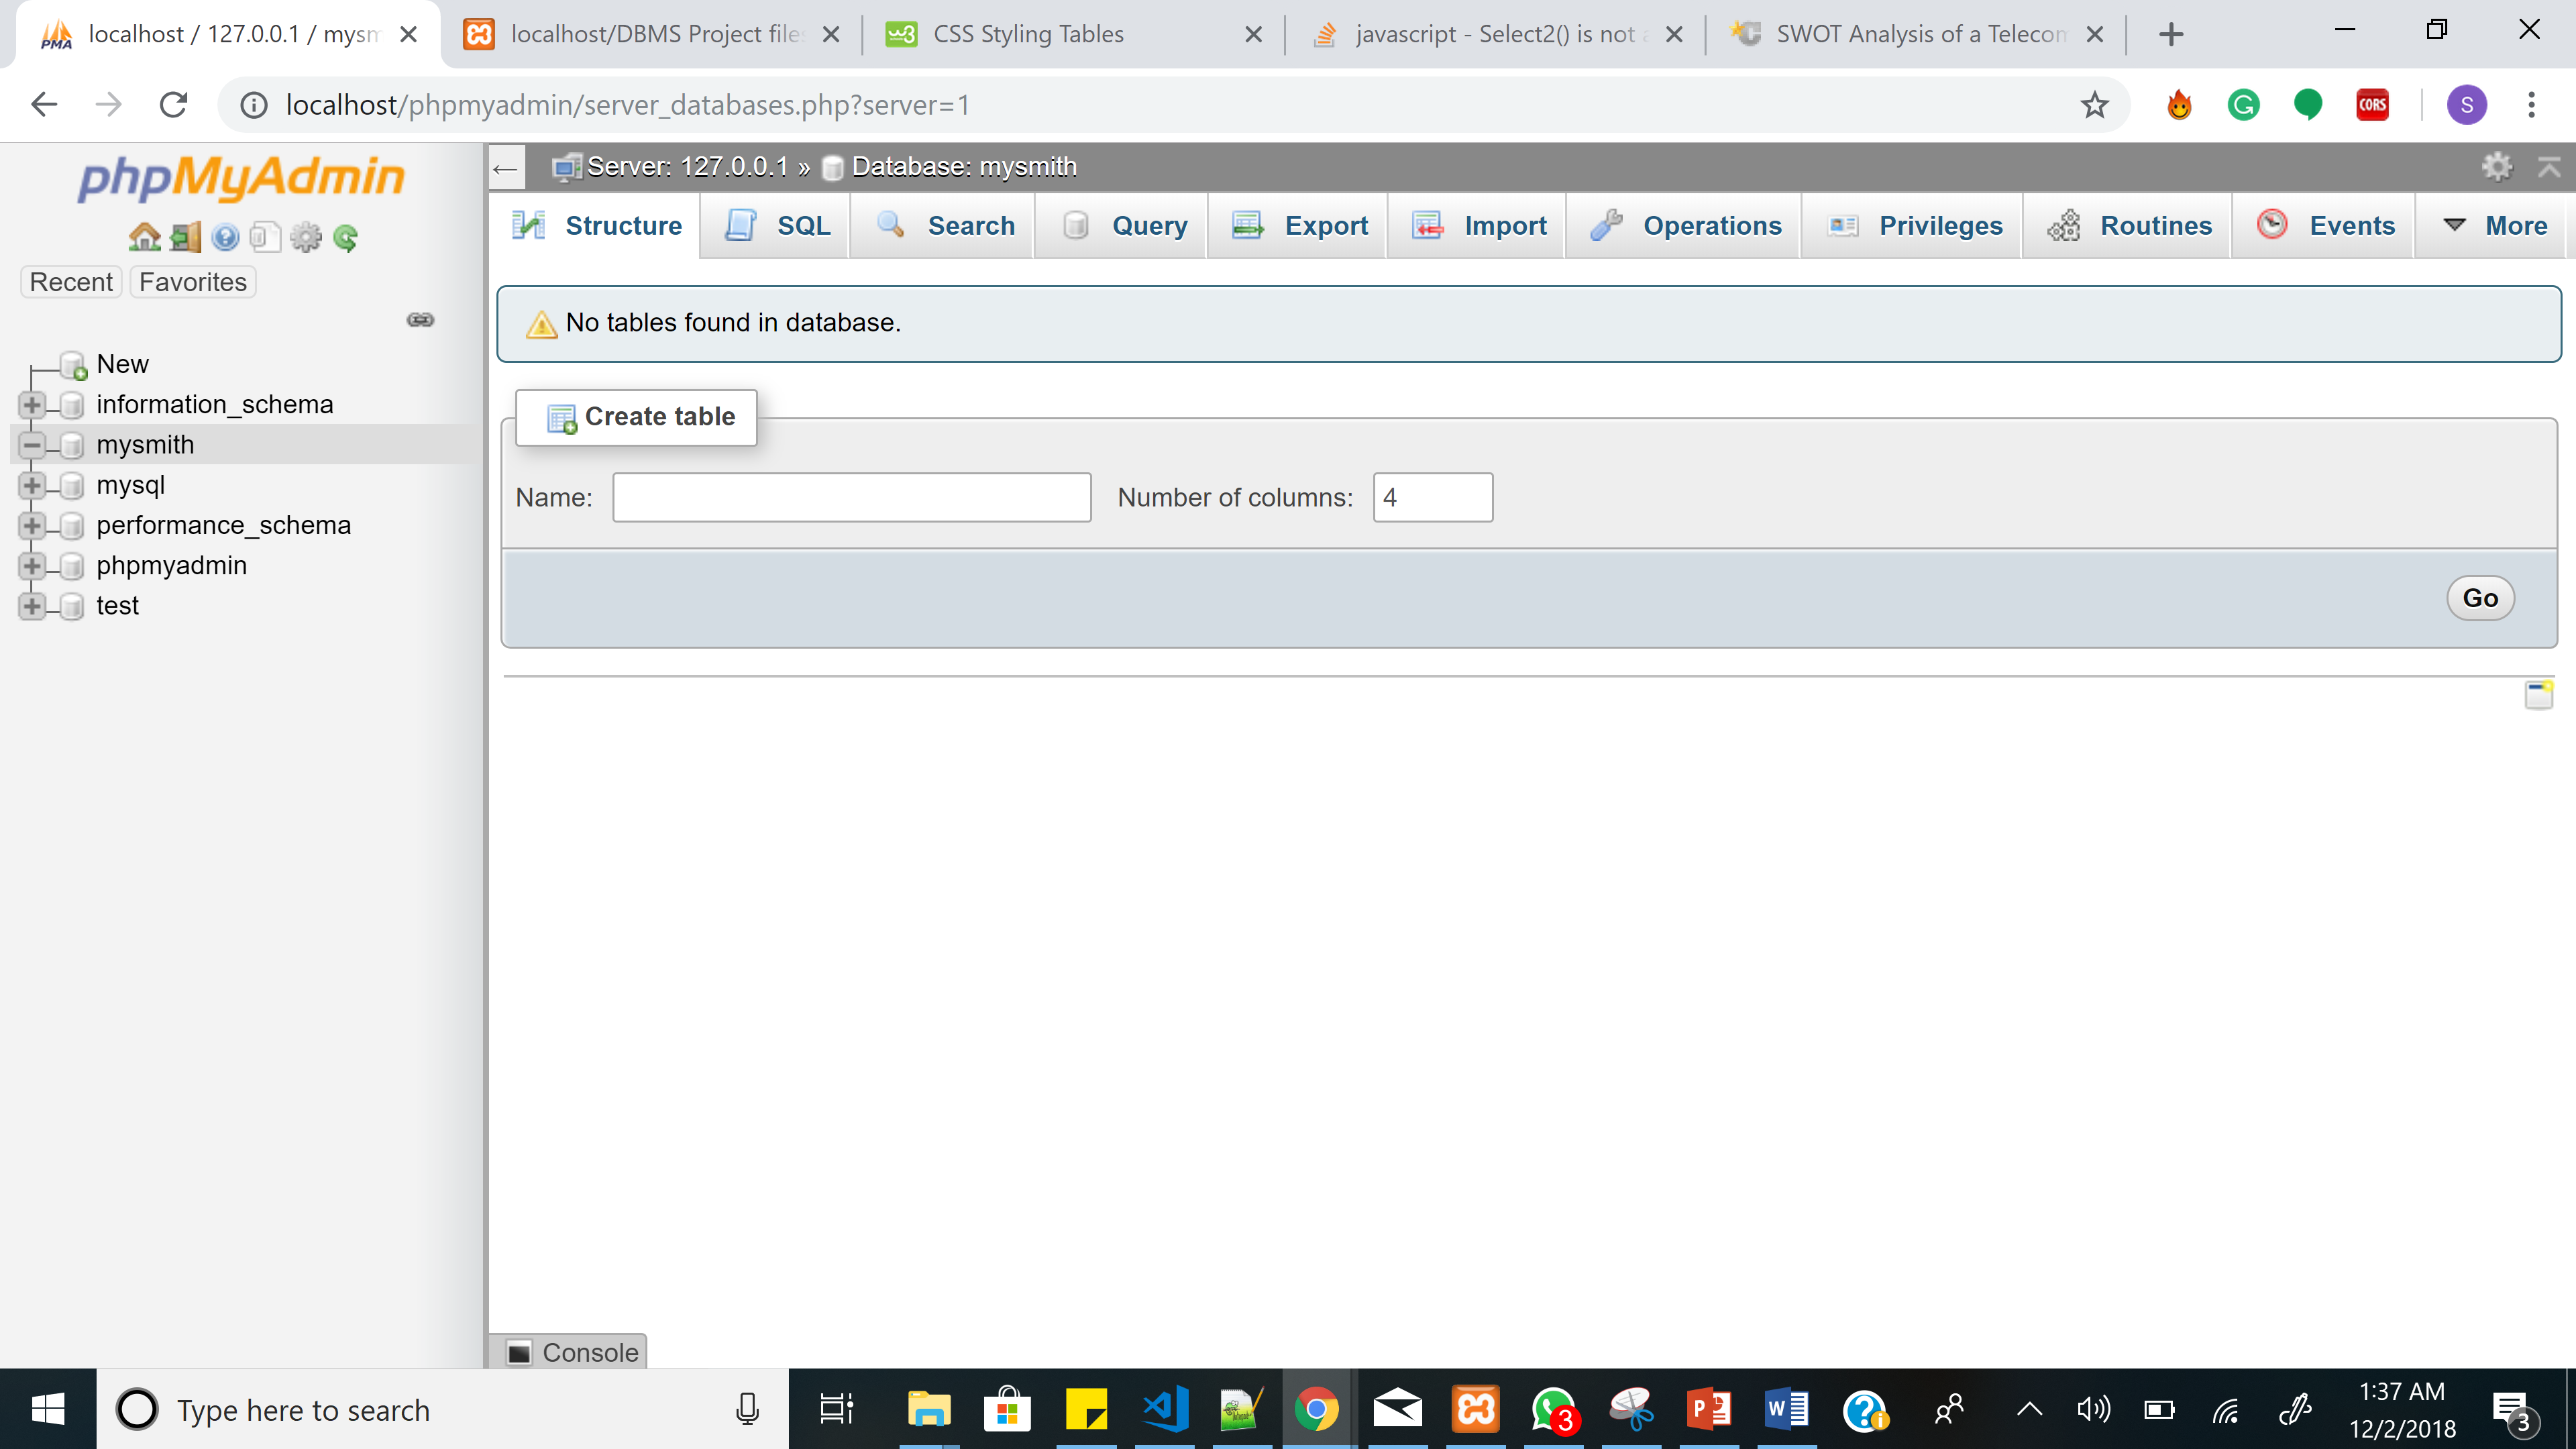 localhost / 127.0.0.1 / mysm
localhost/DBMS Project file
CSS Styling Tables
javascript - Select2() is not a
SWOT Analysis of a Telecom
localhost/phpmyadmin/server_databases.php?server=1
CORS
S
phpMyAdmin
Recent
Favorites
New
information_schema
mysmith
mysql
performance_schema
phpmyadmin
test
Server: 127.0.0.1 » Database: mysmith
Structure
SQL
Search
Query
Export
Import
Operations
Privileges
Routines
Events
More
No tables found in database.
Create table
Name:
Number of columns: 4
Go
Console
Type here to search
3
1:37 AM
12/2/2018
3